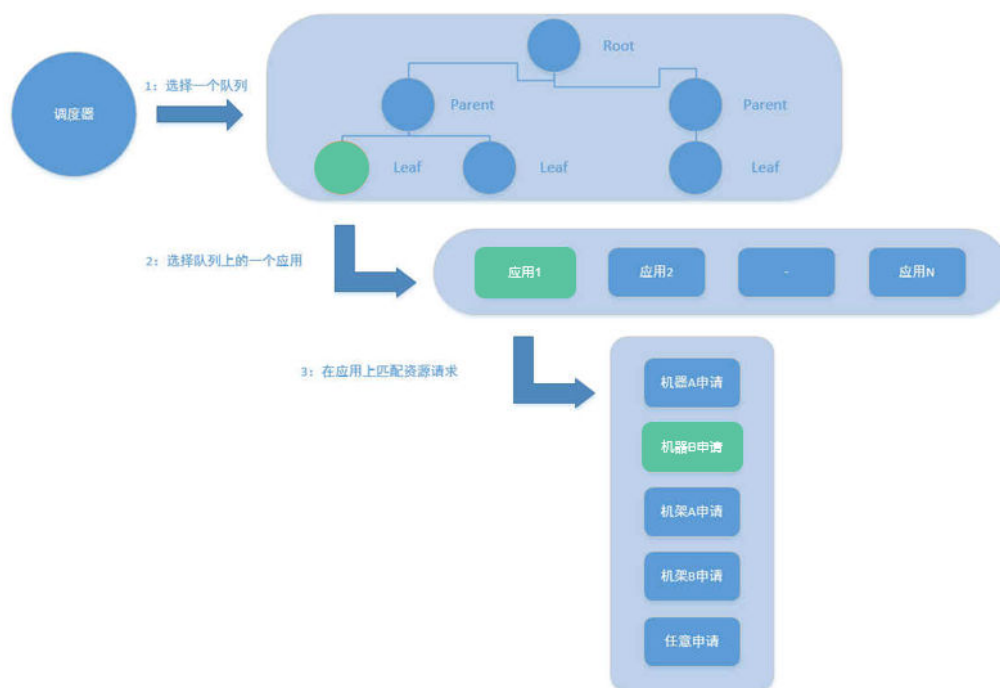 Root
1: 选择一个队列
调度器
Parent
Parent
Leaf
Leaf
Leaf
2: 选择队列上的一个应用
应用1
应用2
-
应用N
3: 在应用上匹配资源请求
机器A申请
机器B申请
机架A申请
机架B申请
任意申请